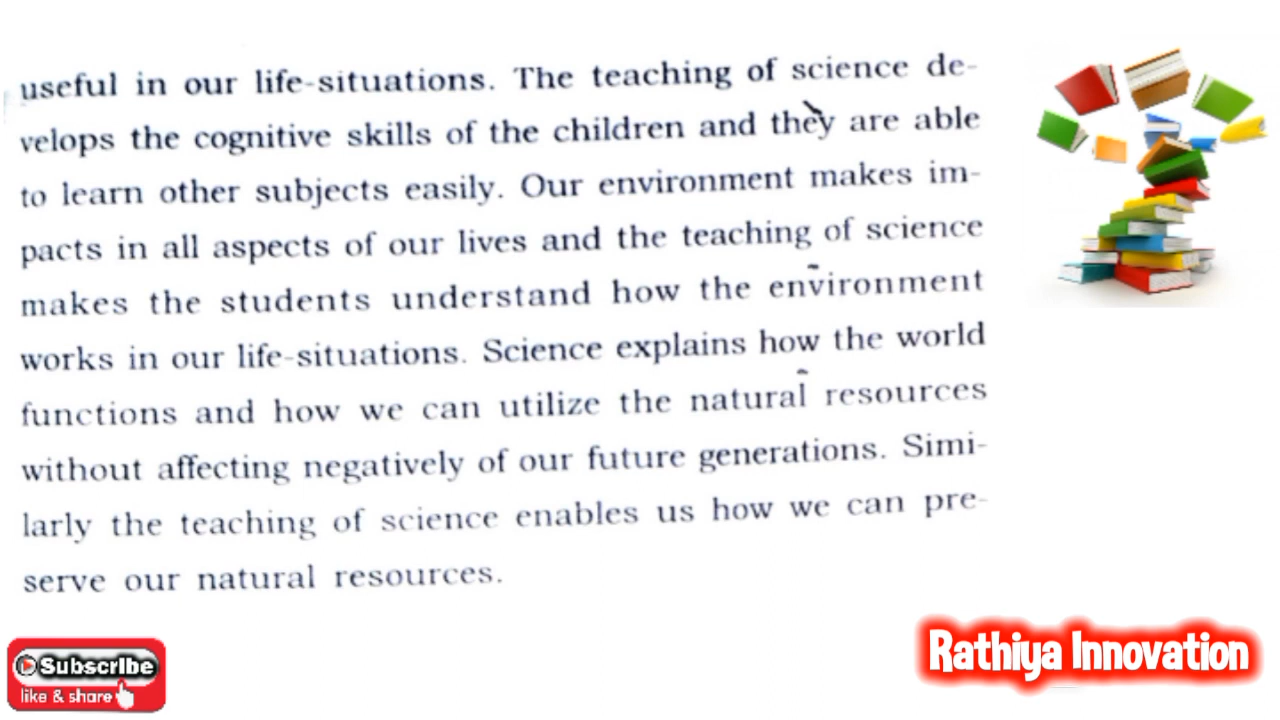 useful in our life-situations. The teaching of science de-
velops the cognitive skills of the children and they are able
to learn other subjects easily. Our environment makes im-
pacts in all aspects of our lives and the teaching of science
makes the students understand how the environment
works in our life-situations. Science explains how the world
functions and how we can utilize the natural resources
without affecting negatively of our future generations. Simi-
larly the teaching of science enables us how we can pre-
serve our natural resources.
Subscribe
like & share
Rathiya Innovation